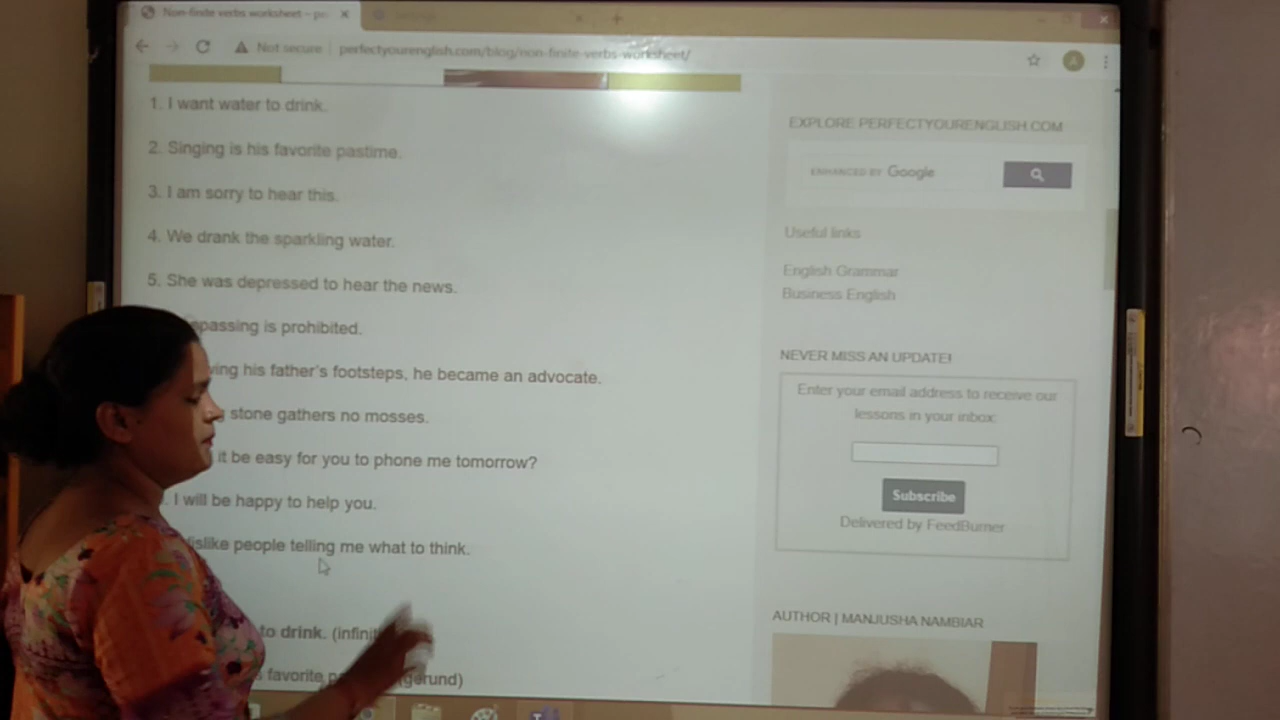 Non-finite verbs worksheet – pe
Not secure | perfectyourenglish.com/blog/non-finite-verbs-worksheet/
A
1. I want water to drink.
2. Singing is his favorite pastime.
3. I am sorry to hear this.
4. We drank the sparkling water.
5. She was depressed to hear the news.
passing is prohibited.
ving his father's footsteps, he became an advocate.
stone gathers no mosses.
it be easy for you to phone me tomorrow?
. I will be happy to help you.
islike people telling me what to think.
to drink. (infinit
favorite p (gerund)
EXPLORE PERFECTYOURENGLISH.COM
ENHANCED BY Google
Useful links
English Grammar
Business English
NEVER MISS AN UPDATE!
Enter your email address to receive our
lessons in your inbox:
Subscribe
Delivered by FeedBurner
AUTHOR | MANJUSHA NAMBIAR